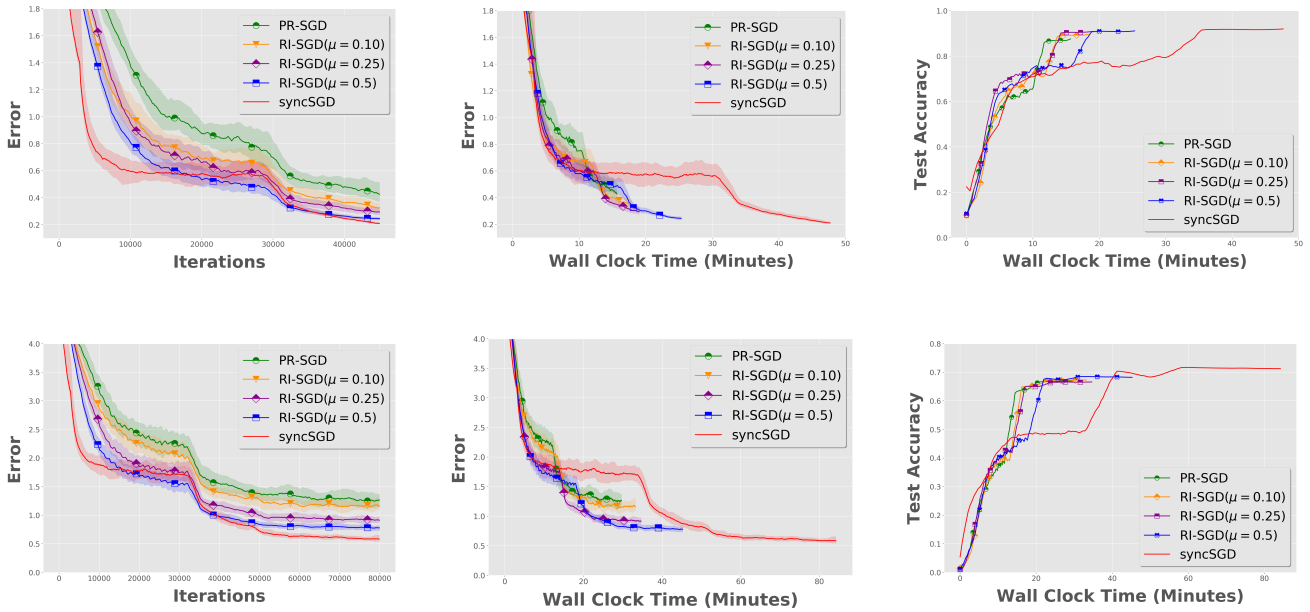 1.8
1.6
1.4
1.2
1.0
0.8
0.6
0.4
0.2
Error
0
10000
20000
30000
40000
Iterations
PR-SGD
RI-SGD(μ = 0.10)
RI-SGD(μ = 0.25)
RI-SGD(μ = 0.5)
syncSGD
1.8
1.6
1.4
1.2
1.0
0.8
0.6
0.4
0.2
Error
0
10
20
30
40
50
Wall Clock Time (Minutes)
PR-SGD
RI-SGD(μ = 0.10)
RI-SGD(μ = 0.25)
RI-SGD(μ = 0.5)
syncSGD
1.0
0.8
0.6
0.4
0.2
0.0
Test Accuracy
0
10
20
30
40
50
Wall Clock Time (Minutes)
PR-SGD
RI-SGD(μ = 0.10)
RI-SGD(μ = 0.25)
RI-SGD(μ = 0.5)
syncSGD
4.0
3.5
3.0
2.5
2.0
1.5
1.0
0.5
0.0
Error
0
10000
20000
30000
40000
50000
60000
70000
80000
Iterations
PR-SGD
RI-SGD(μ = 0.10)
RI-SGD(μ = 0.25)
RI-SGD(μ = 0.5)
syncSGD
4.0
3.5
3.0
2.5
2.0
1.5
1.0
0.5
0.0
Error
0
20
40
60
80
Wall Clock Time (Minutes)
PR-SGD
RI-SGD(μ = 0.10)
RI-SGD(μ = 0.25)
RI-SGD(μ = 0.5)
syncSGD
0.8
0.7
0.6
0.5
0.4
0.3
0.2
0.1
0.0
Test Accuracy
0
20
40
60
80
Wall Clock Time (Minutes)
PR-SGD
RI-SGD(μ = 0.10)
RI-SGD(μ = 0.25)
RI-SGD(μ = 0.5)
syncSGD